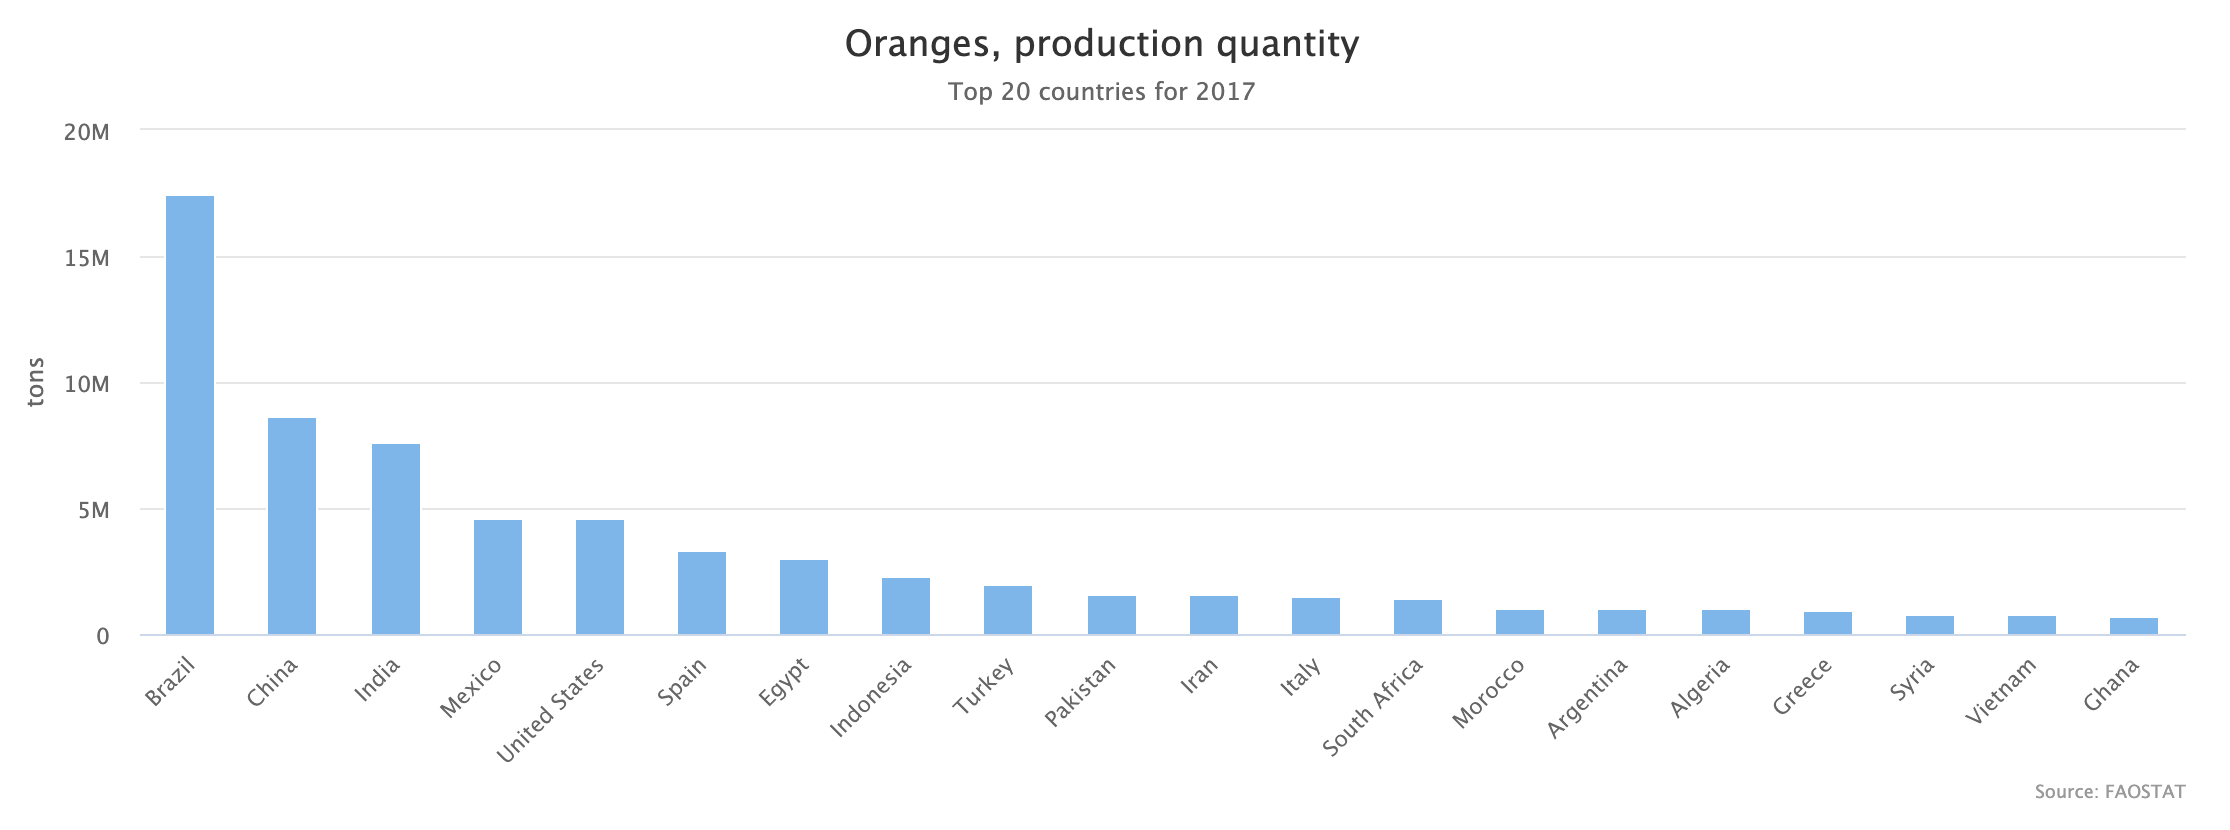 Oranges, production quantity
Top 20 countries for 2017
tons
20M
15M
10M
5M
0
Brazil
China
India
Mexico
United States
Spain
Egypt
Indonesia
Turkey
Pakistan
Iran
Italy
South Africa
Morocco
Argentina
Algeria
Greece
Syria
Vietnam
Ghana
Source: FAOSTAT